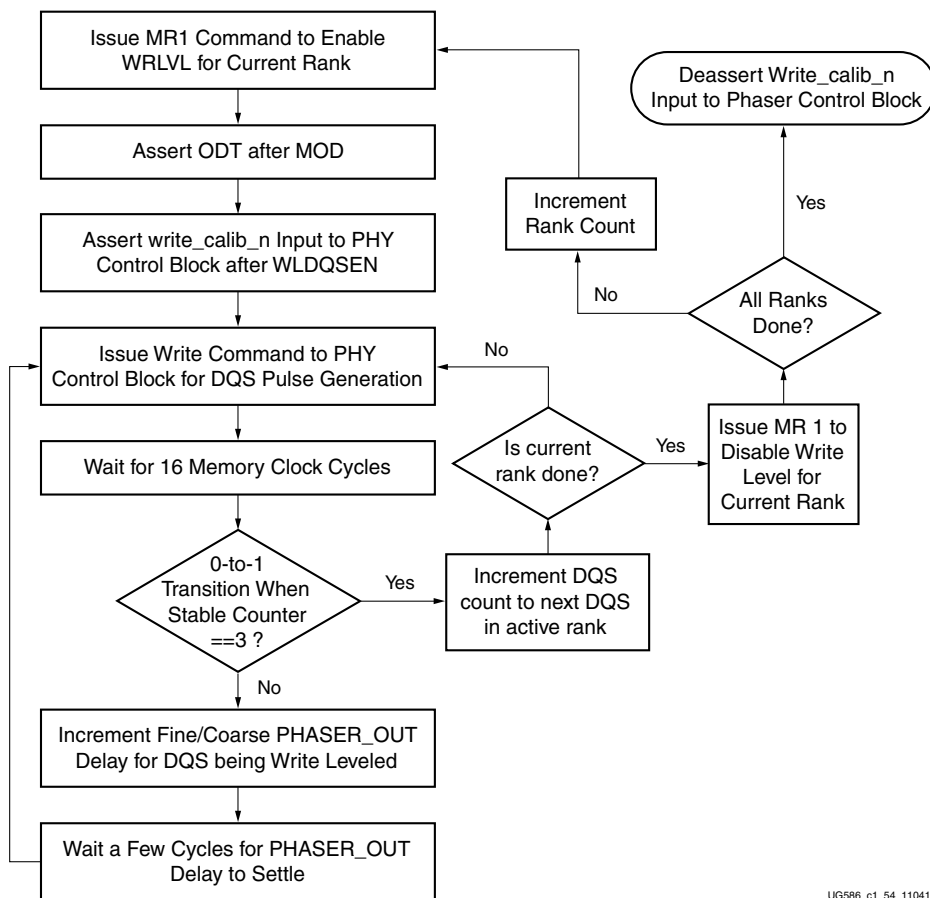 Issue MR1 Command to Enable
WRLVL for Current Rank
Assert ODT after MOD
Assert write_calib_n Input to PHY
Control Block after WLDQSEN
Issue Write Command to PHY
Control Block for DQS Pulse Generation
Wait for 16 Memory Clock Cycles
0-to-1
Transition When
Stable Counter
==3 ?
No
Increment Fine/Coarse PHASER_OUT
Delay for DQS being Write Leveled
Wait a Few Cycles for PHASER_OUT
Delay to Settle
Yes
Increment DQS
count to next DQS
in active rank
Is current
rank done?
No
Yes
Issue MR 1 to
Disable Write
Level for
Current Rank
All Ranks
Done?
No
Increment
Rank Count
Yes
Deassert Write_calib_n
Input to Phaser Control Block
UG586_c1_54_11041